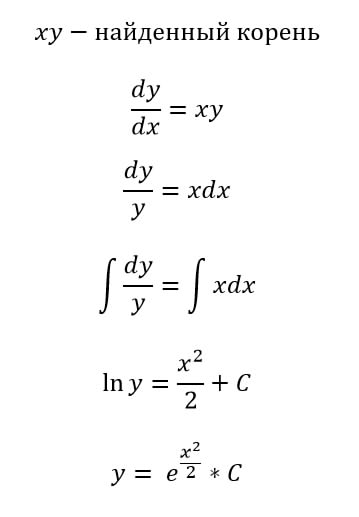 xy − найденный корень
dy/dx = xy
dy/y = xdx
∫ dy/y = ∫ xdx
ln y = x²/2 + C
y = e^(x²/2) * C